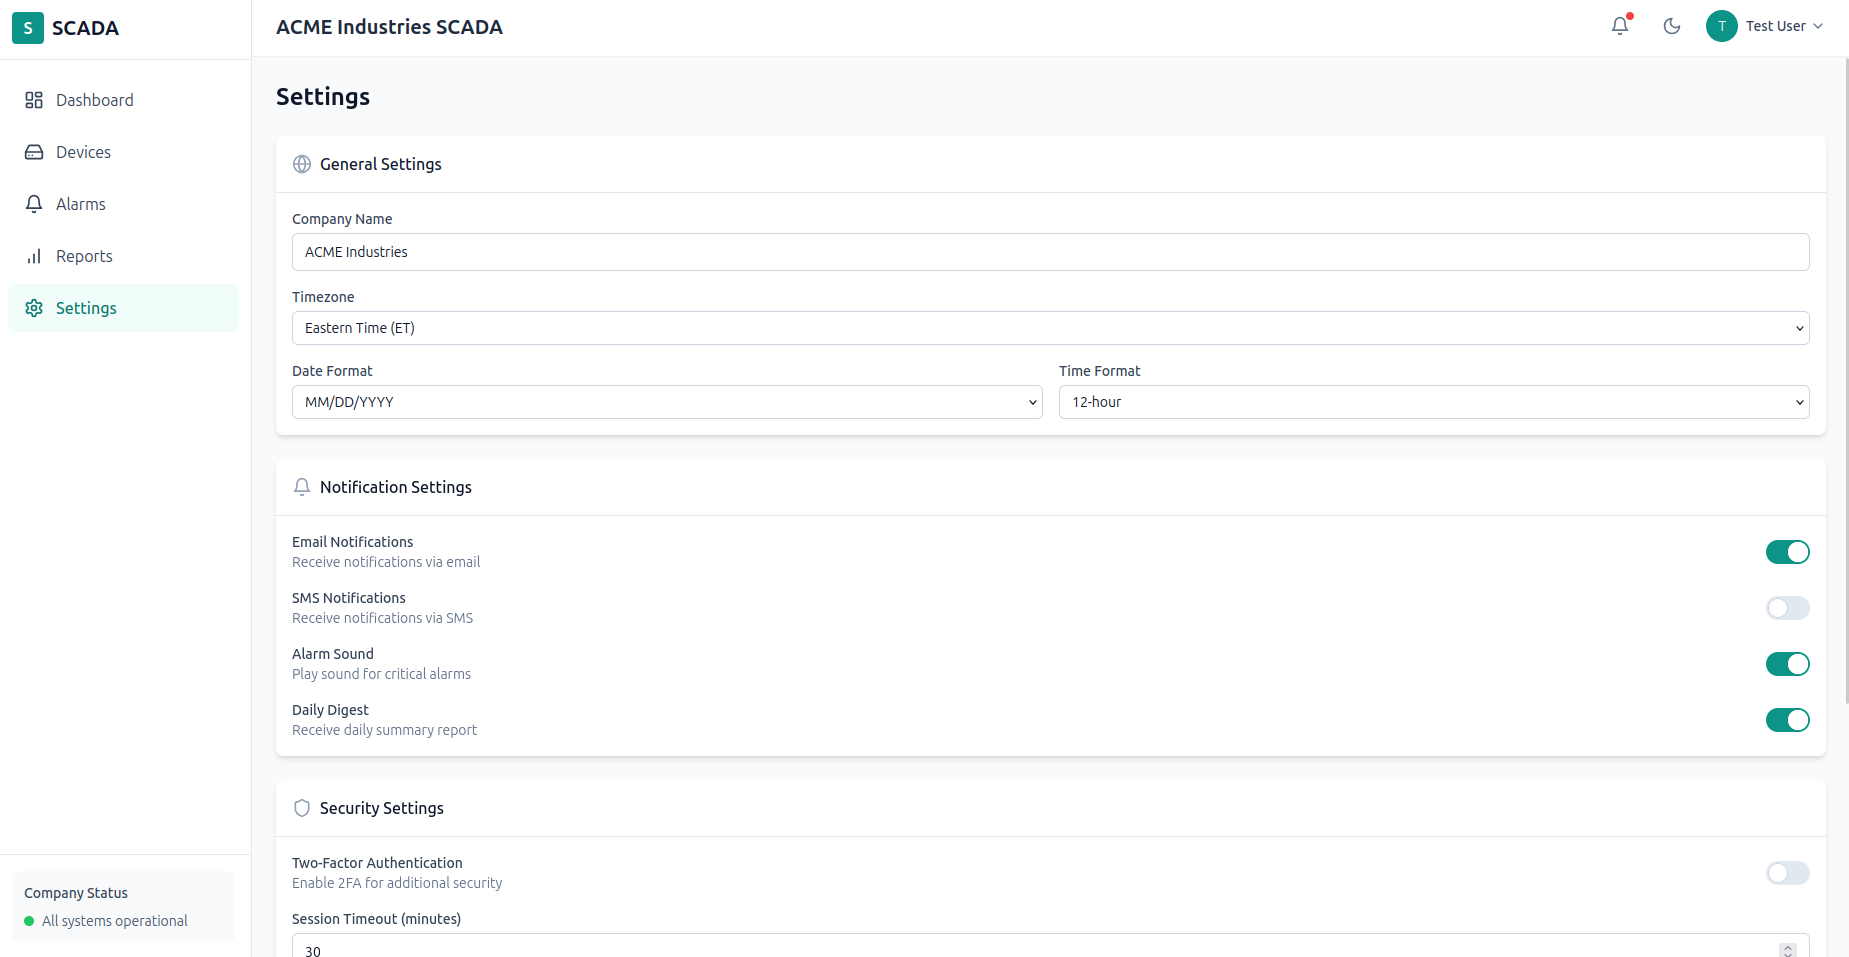 S SCADA
ACME Industries SCADA
T Test User
Dashboard
Devices
Alarms
Reports
Settings
Settings
General Settings
Company Name
ACME Industries
Timezone
Eastern Time (ET)
Date Format
Time Format
MM/DD/YYYY
12-hour
Notification Settings
Email Notifications
Receive notifications via email
SMS Notifications
Receive notifications via SMS
Alarm Sound
Play sound for critical alarms
Daily Digest
Receive daily summary report
Security Settings
Two-Factor Authentication
Enable 2FA for additional security
Session Timeout (minutes)
30
Company Status
All systems operational